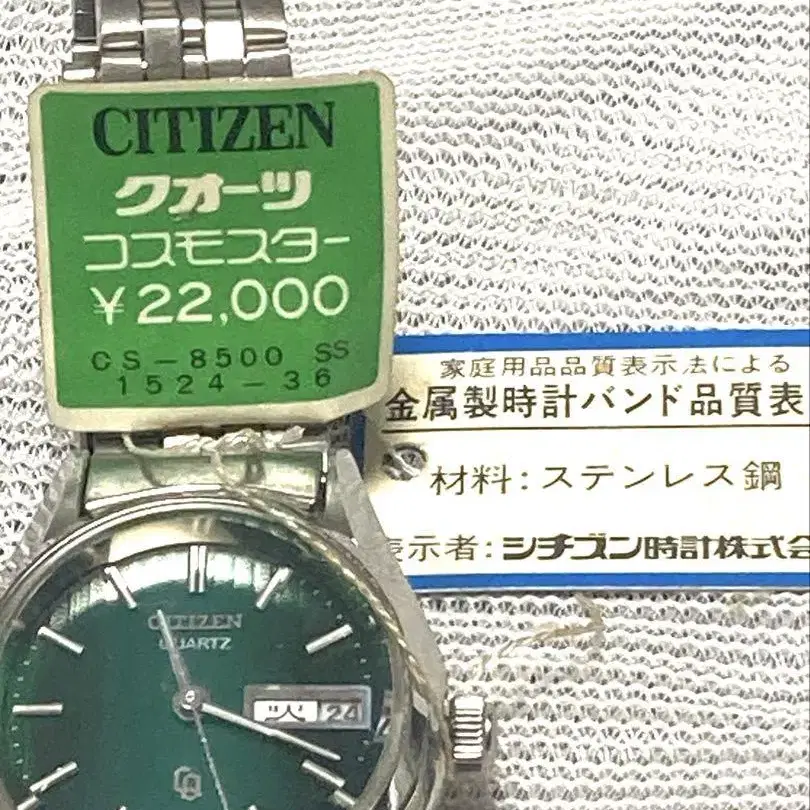 CITIZEN
クオーツ
コスモスター
¥22,000
CS-8500 SS
1524-36
家庭用品品質表示法による
金属製時計バンド品質表
材料:ステンレス鋼
表示者:シチズン時計株式会
CITIZEN
QUARTZ
火 24